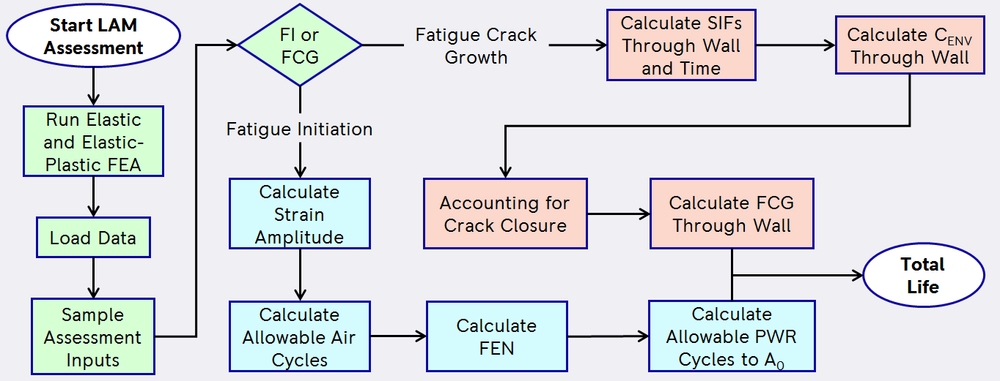 Start LAM
Assessment
Run Elastic
and Elastic-
Plastic FEA
Load Data
Sample
Assessment
Inputs
FI or
FCG
Fatigue Crack
Growth
Calculate SIFs
Through Wall
and Time
Calculate CENV
Through Wall
Accounting for
Crack Closure
Calculate FCG
Through Wall
Fatigue Initiation
Calculate
Strain
Amplitude
Calculate
Allowable Air
Cycles
Calculate
FEN
Calculate
Allowable PWR
Cycles to A0
Total
Life